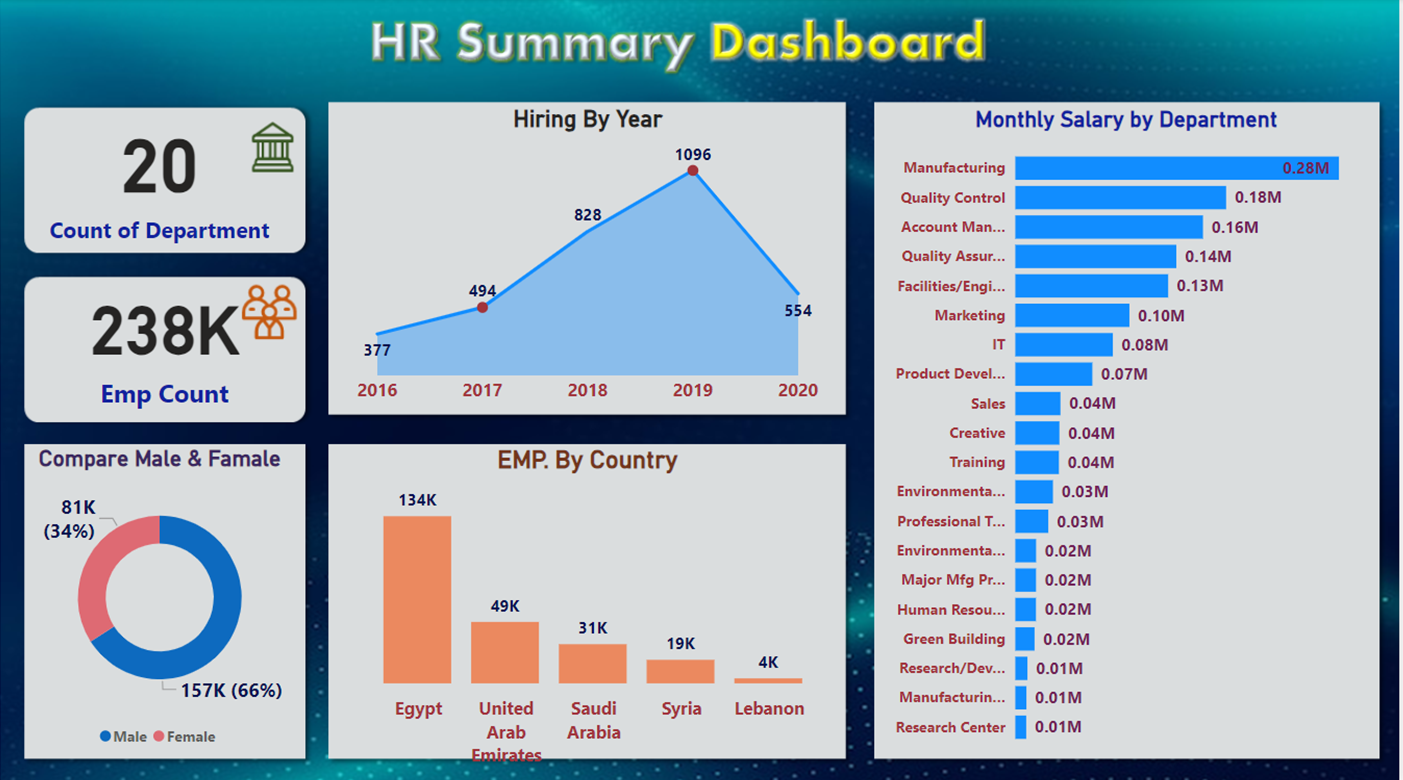 HR Summary Dashboard
20
Count of Department
238K
Emp Count
Compare Male & Famale
81K
(34%)
157K (66%)
Male Female
Hiring By Year
1096
828
494
377
554
2016 2017 2018 2019 2020
EMP. By Country
134K
49K
31K
19K
4K
Egypt
United
Arab
Emirates
Saudi
Arabia
Syria
Lebanon
Monthly Salary by Department
Manufacturing 0.28M
Quality Control 0.18M
Account Man... 0.16M
Quality Assur... 0.14M
Facilities/Engi... 0.13M
Marketing 0.10M
IT 0.08M
Product Devel... 0.07M
Sales 0.04M
Creative 0.04M
Training 0.04M
Environmenta... 0.03M
Professional T... 0.03M
Environmenta... 0.02M
Major Mfg Pr... 0.02M
Human Resou... 0.02M
Green Building 0.02M
Research/Dev... 0.01M
Manufacturin... 0.01M
Research Center 0.01M